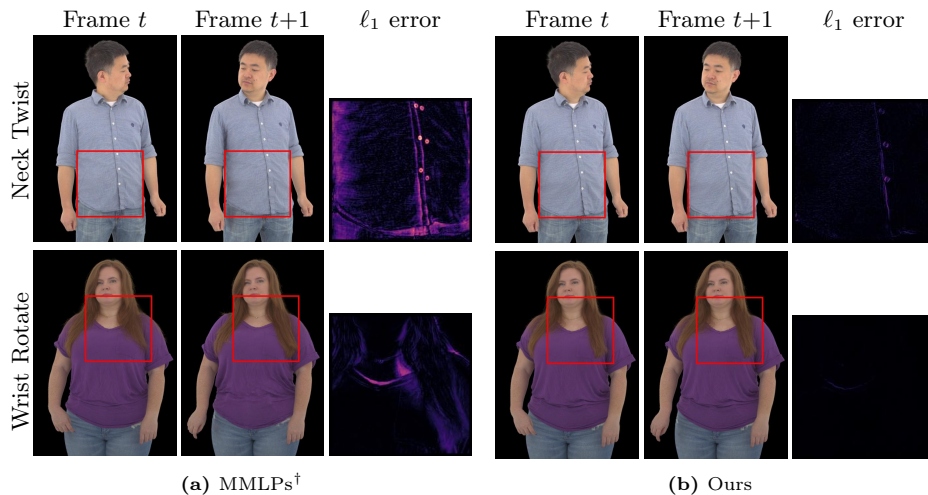 Frame t Frame t+1 ℓ₁ error Frame t Frame t+1 ℓ₁ error
Neck Twist
Wrist Rotate
(a) MMLPs† (b) Ours